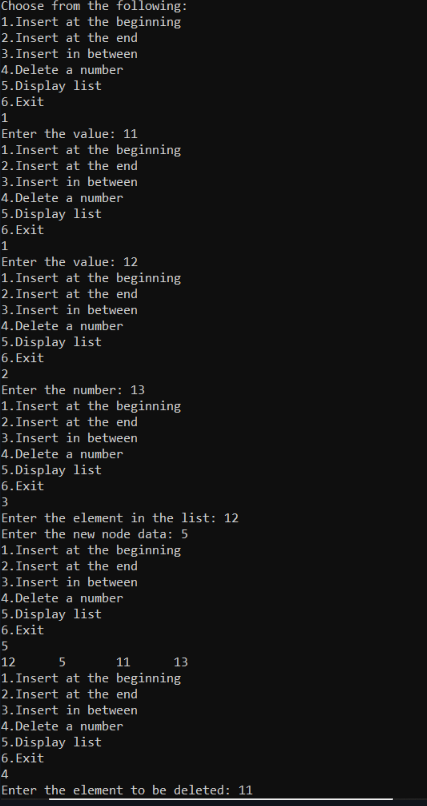 Choose from the following:
1.Insert at the beginning
2.Insert at the end
3.Insert in between
4.Delete a number
5.Display list
6.Exit
1
Enter the value: 11
1.Insert at the beginning
2.Insert at the end
3.Insert in between
4.Delete a number
5.Display list
6.Exit
1
Enter the value: 12
1.Insert at the beginning
2.Insert at the end
3.Insert in between
4.Delete a number
5.Display list
6.Exit
2
Enter the number: 13
1.Insert at the beginning
2.Insert at the end
3.Insert in between
4.Delete a number
5.Display list
6.Exit
3
Enter the element in the list: 12
Enter the new node data: 5
1.Insert at the beginning
2.Insert at the end
3.Insert in between
4.Delete a number
5.Display list
6.Exit
5
12      5       11      13
1.Insert at the beginning
2.Insert at the end
3.Insert in between
4.Delete a number
5.Display list
6.Exit
4
Enter the element to be deleted: 11